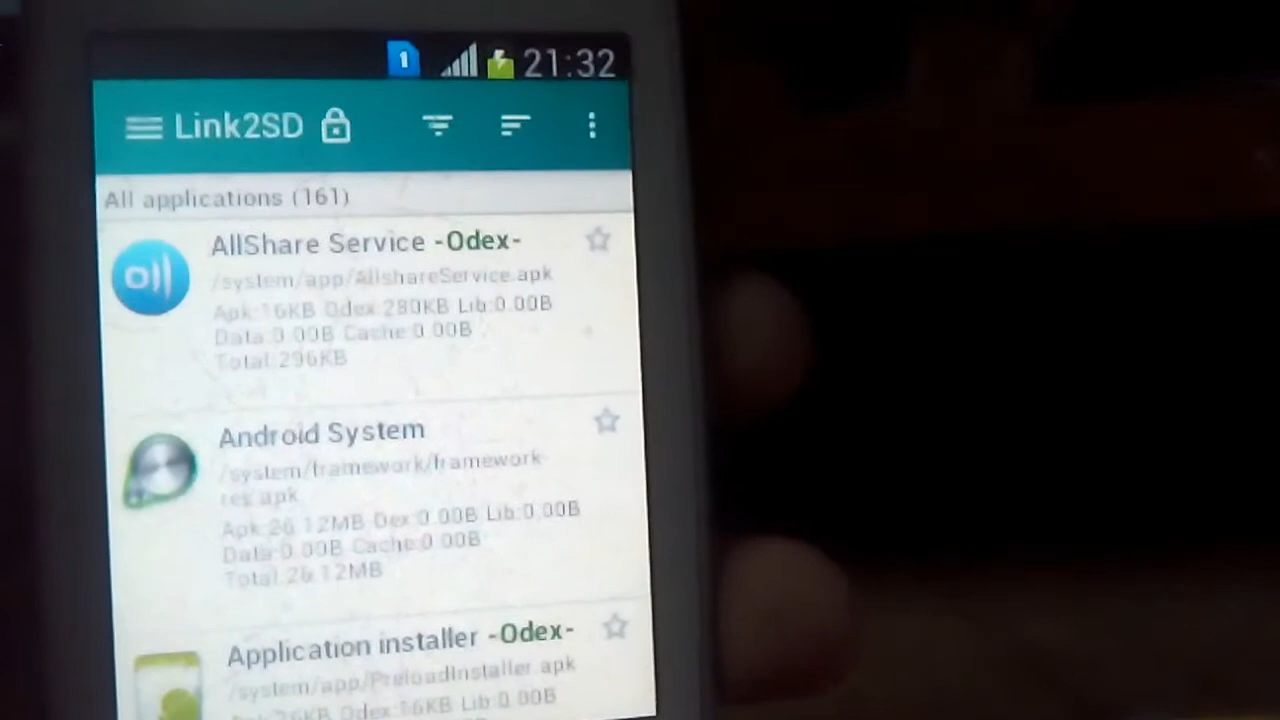 1 21:32
Link2SD
All applications (161)
AllShare Service -Odex-
/system/app/AllshareService.apk
Apk:16KB Odex:280KB Lib:0.00B
Data:0.00B Cache:0.00B
Total:296KB
Android System
/system/framework/framework-
res.apk
Apk:26.12MB Dex:0.00B Lib:0.00B
Data:0.00B Cache:0.00B
Total:26.12MB
Application installer -Odex-
/system/app/PreloadInstaller.apk
Lib:0.00B